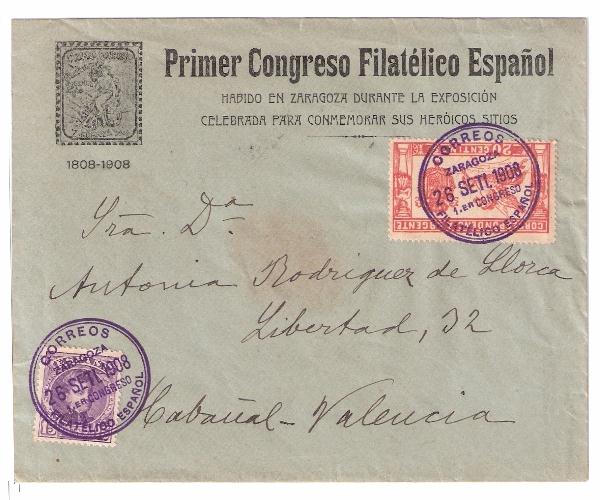 Primer Congreso Filatélico Español
HABIDO EN ZARAGOZA DURANTE LA EXPOSICIÓN
CELEBRADA PARA CONMEMORAR SUS HERÓICOS SITIOS
1808-1908
20 CENTIMOS
CORREOS
ZARAGOZA
26 SETI. 1908
1.ER CONGRESO
FILATÉLICO ESPAÑOL
Sra. Dª
Antonia Rodriguez de Llorca
Libertad, 32
Cabañal-Valencia
CORREOS
ZARAGOZA
26 SETI. 1908
1.ER CONGRESO
FILATÉLICO ESPAÑOL